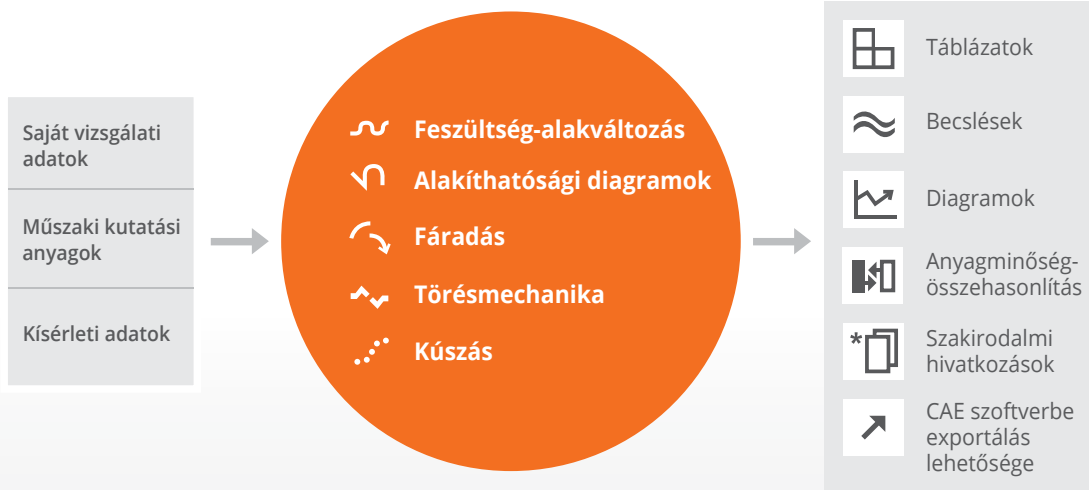 Saját vizsgálati
adatok
Műszaki kutatási
anyagok
Kísérleti adatok
Feszültség-alakváltozás
Alakíthatósági diagramok
Fáradás
Törésmechanika
Kúszás
Táblázatok
Becslések
Diagramok
Anyagminőség-
összehasonlítás
Szakirodalmi
hivatkozások
CAE szoftverbe
exportálás
lehetősége